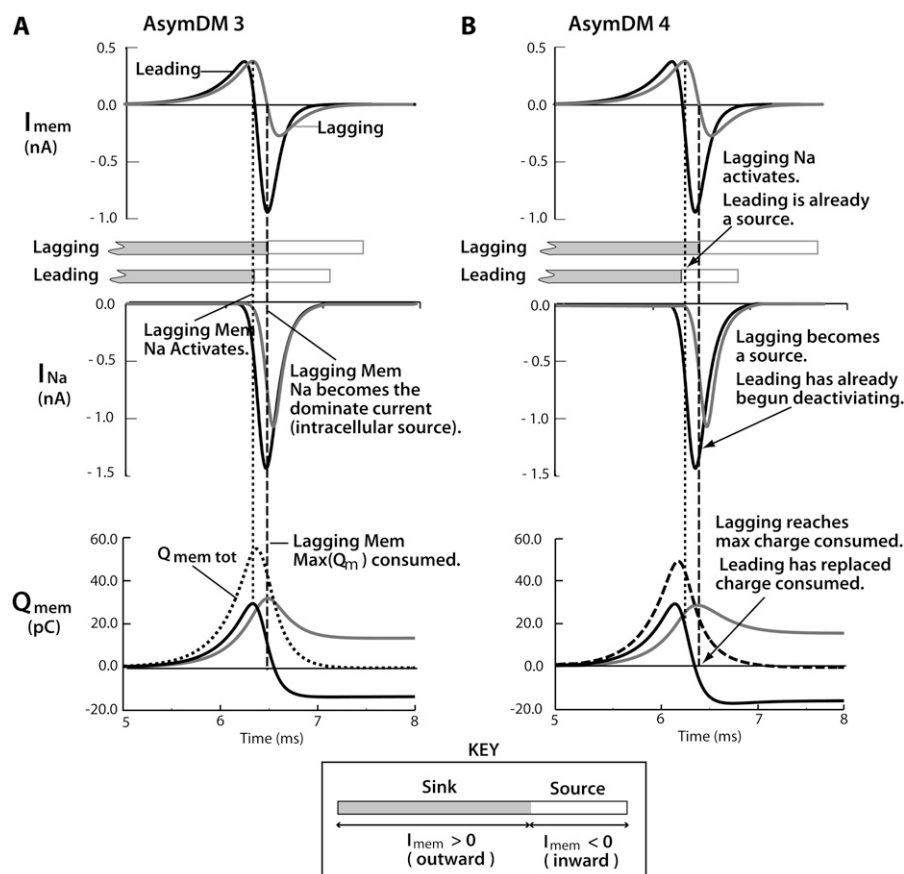 A
AsymDM 3
0.5
0.0
- 0.5
- 1.0
I mem
(nA)
Leading
Lagging
Lagging
Leading
0.0
-0.5
- 1.0
- 1.5
I Na
(nA)
Lagging Mem
Na Activates.
Lagging Mem
Na becomes the
dominate current
(intracellular source).
60.0
40.0
20.0
0.0
-20.0
Q mem
(pC)
Q mem tot
Lagging Mem
Max(Qm) consumed.
5
6
7
8
Time (ms)
B
AsymDM 4
0.5
0.0
- 0.5
- 1.0
Lagging Na
activates.
Leading is already
a source.
Lagging
Leading
0.0
- 0.5
- 1.0
- 1.5
Lagging becomes
a source.
Leading has already
begun deactiviating.
60.0
40.0
20.0
0.0
-20.0
Lagging reaches
max charge consumed.
Leading has replaced
charge consumed.
5
6
7
8
Time (ms)
KEY
Sink
Source
I mem > 0
( outward )
I mem < 0
( inward )